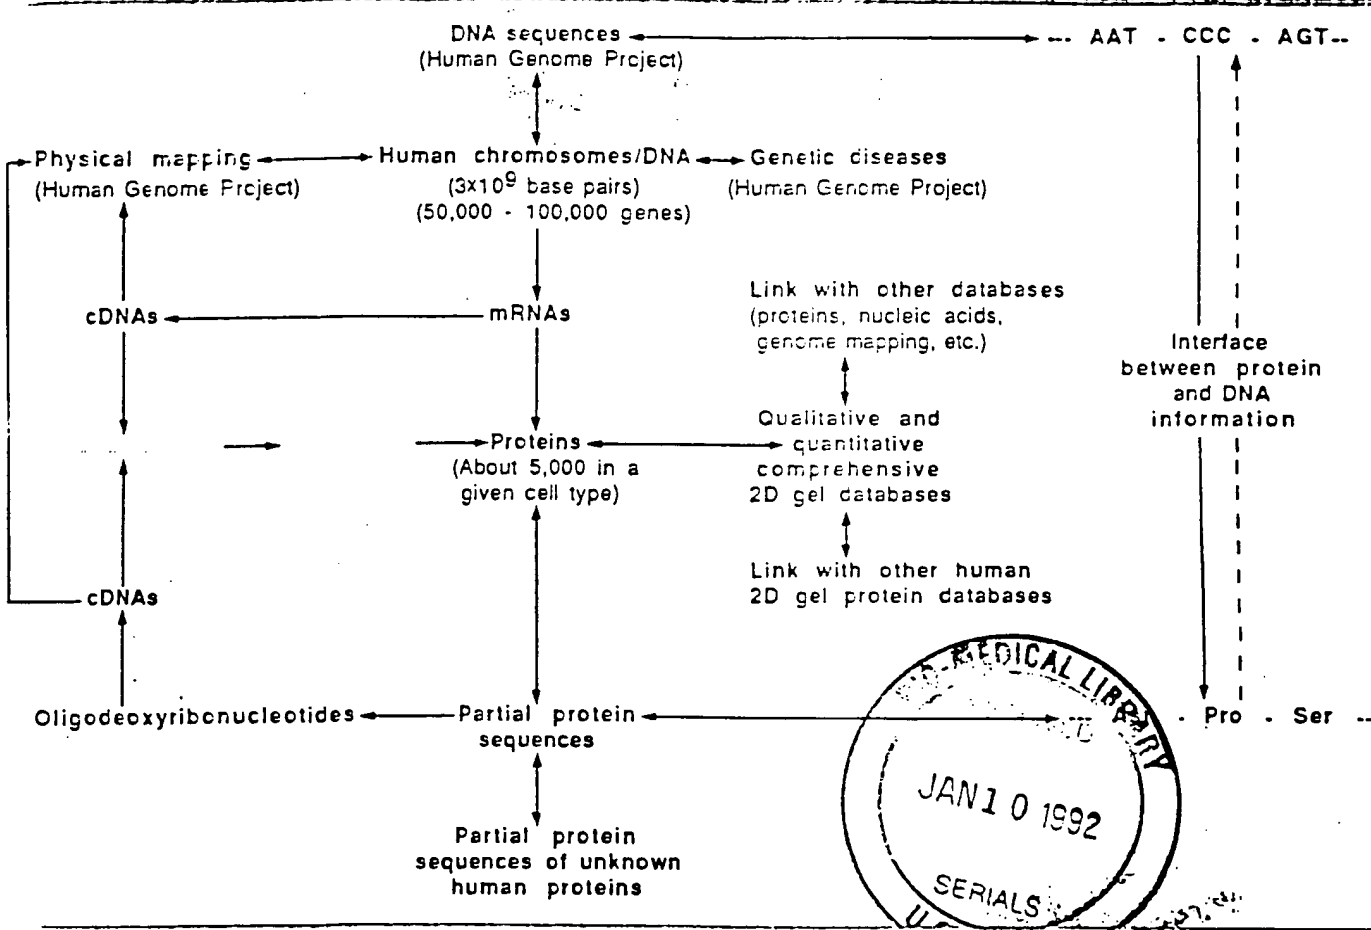 DNA sequences
(Human Genome Project)
--- AAT - CCC - AGT--
Physical mapping
(Human Genome Project)
Human chromosomes/DNA
(3x10⁹ base pairs)
(50,000 - 100,000 genes)
Genetic diseases
(Human Genome Project)
cDNAs
mRNAs
Link with other databases
(proteins, nucleic acids,
genome mapping, etc.)
Interface
between protein
and DNA
information
Proteins
(About 5,000 in a
given cell type)
Qualitative and
quantitative
comprehensive
2D gel databases
cDNAs
Link with other human
2D gel protein databases
Oligodeoxyribonucleotides
Partial protein
sequences
- Pro - Ser --
Partial protein
sequences of unknown
human proteins
MEDICAL LIBRARY
JAN 10 1992
SERIALS